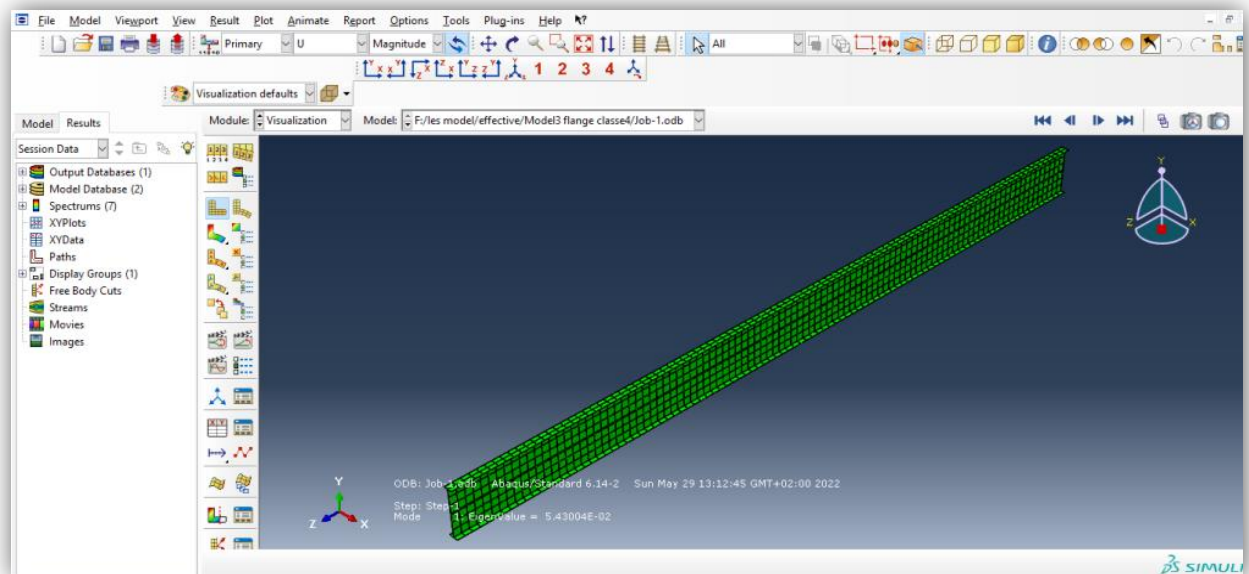 File Model Viewport View Result Plot Animate Report Options Tools Plug-ins Help
Primary U Magnitude All
1 2 3 4
Visualization defaults
Model Results
Module: Visualization Model: F:/les model/effective/Model3 flange classe4/Job-1.odb
Session Data
Output Databases (1)
Model Database (2)
Spectrums (7)
XYPlots
XYData
Paths
Display Groups (1)
Free Body Cuts
Streams
Movies
Images
Y
Z X
Y
Z X
ODB: Job-1.odb Abaqus/Standard 6.14-2 Sun May 29 13:12:45 GMT+02:00 2022
Step: Step-1
Mode 1: EigenValue = 5.43004E-02
SIMULI